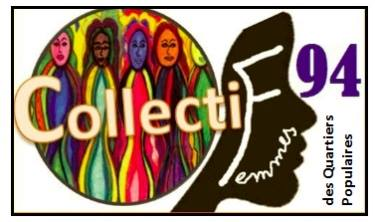 Collectif 94
Femmes
des Quartiers
Populaires